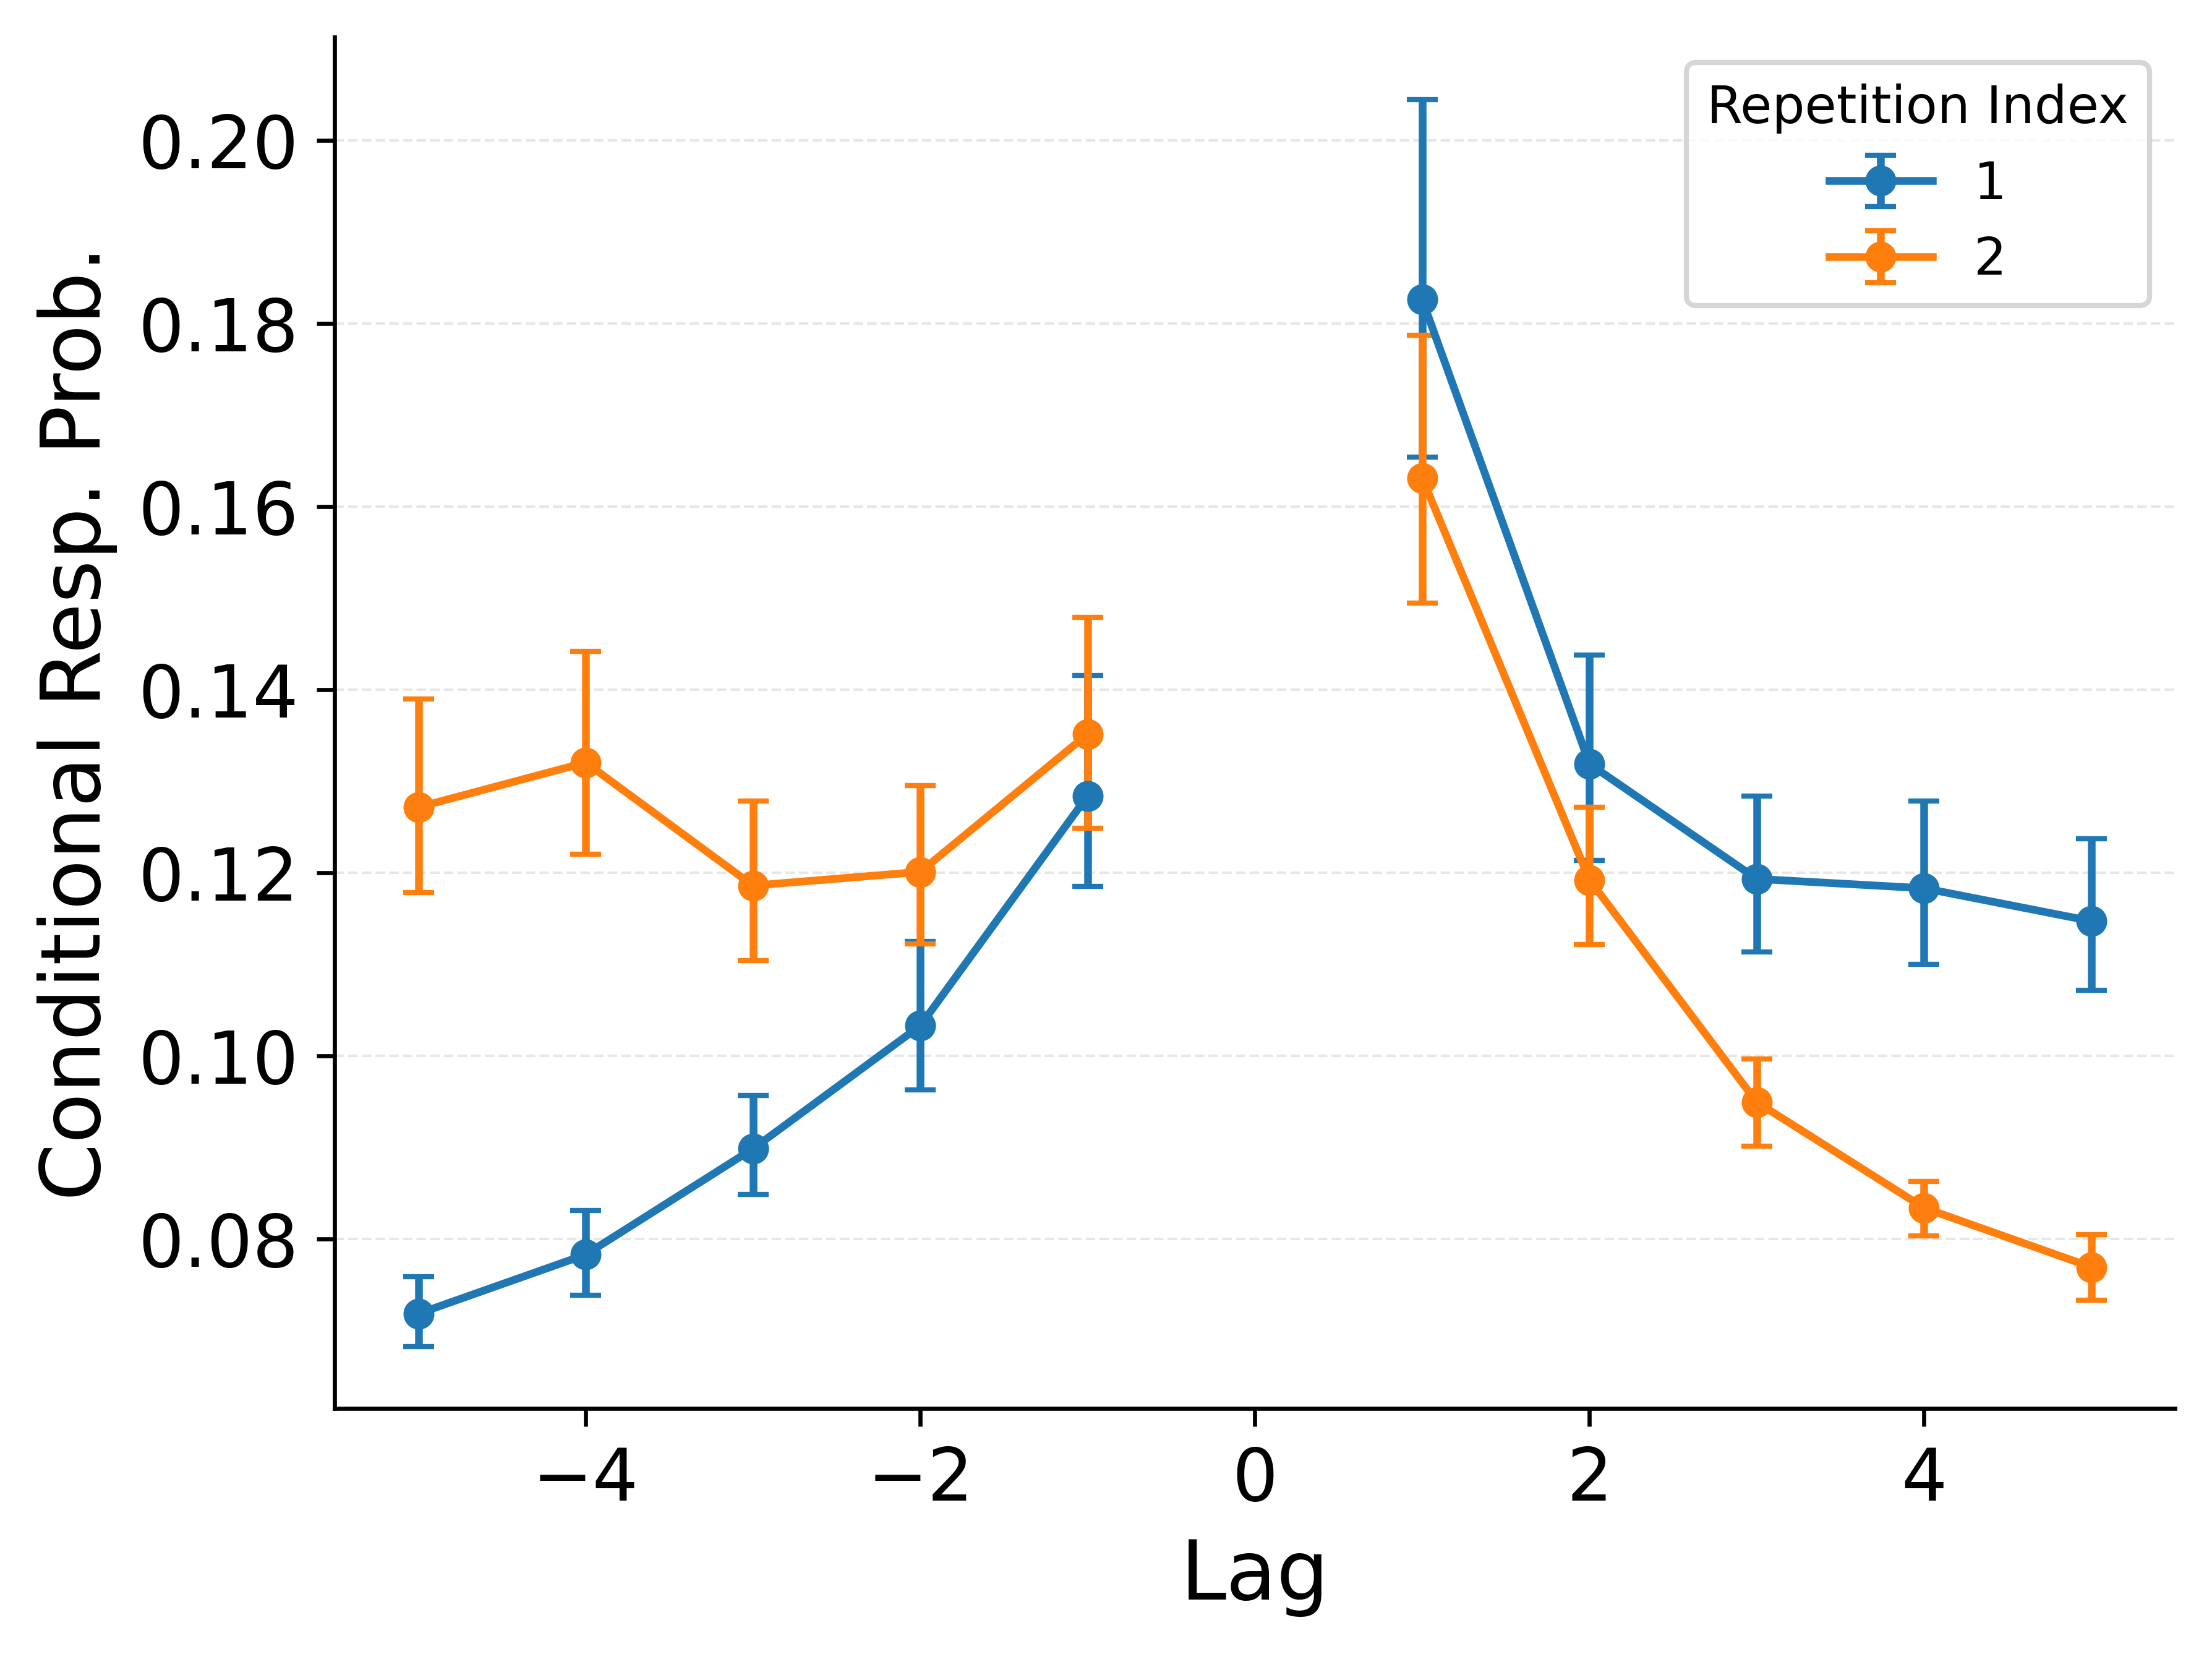 Conditional Resp. Prob.
0.20
0.18
0.16
0.14
0.12
0.10
0.08
Repetition Index
1
2
−4 −2 0 2 4
Lag